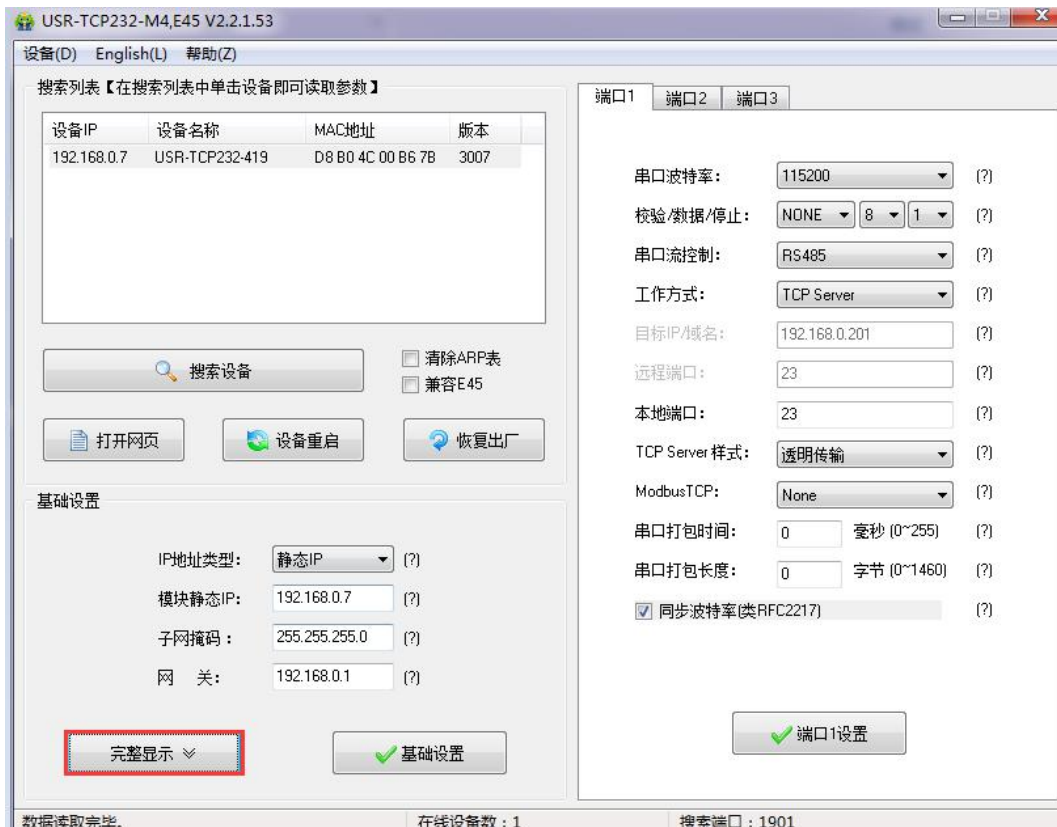 USR-TCP232-M4,E45 V2.2.1.53
设备(D) English(L) 帮助(Z)
搜索列表【在搜索列表中单击设备即可读取参数】
设备IP 设备名称 MAC地址 版本
192.168.0.7 USR-TCP232-419 D8 B0 4C 00 B6 7B 3007
搜索设备
清除ARP表
兼容E45
打开网页 设备重启 恢复出厂
基础设置
IP地址类型: 静态IP (?)
模块静态IP: 192.168.0.7 (?)
子网掩码: 255.255.255.0 (?)
网 关: 192.168.0.1 (?)
完整显示 基础设置
端口1 端口2 端口3
串口波特率: 115200 (?)
校验/数据/停止: NONE 8 1 (?)
串口流控制: RS485 (?)
工作方式: TCP Server (?)
目标IP/域名: 192.168.0.201 (?)
远程端口: 23 (?)
本地端口: 23 (?)
TCP Server 样式: 透明传输 (?)
ModbusTCP: None (?)
串口打包时间: 0 毫秒 (0~255) (?)
串口打包长度: 0 字节 (0~1460) (?)
同步波特率(类RFC2217) (?)
端口1设置
数据读取完毕. 在线设备数：1 搜索端口：1901